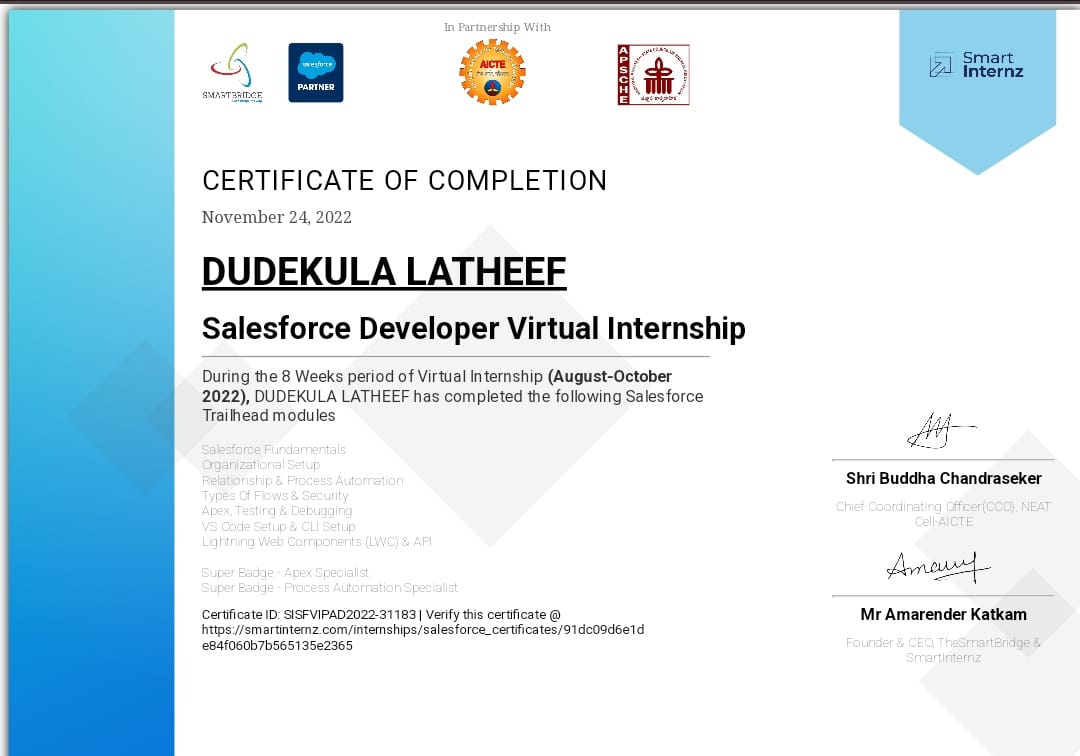 In Partnership With
SMARTBRIDGE
salesforce
PARTNER
AICTE
APSCHE
Smart
Internz
CERTIFICATE OF COMPLETION
November 24, 2022
DUDEKULA LATHEEF
Salesforce Developer Virtual Internship
During the 8 Weeks period of Virtual Internship (August-October
2022), DUDEKULA LATHEEF has completed the following Salesforce
Trailhead modules
Salesforce Fundamentals
Organizational Setup
Relationship & Process Automation
Types Of Flows & Security
Apex, Testing & Debugging
VS Code Setup & CLI Setup
Lightning Web Components (LWC) & API
Super Badge - Apex Specialist
Super Badge - Process Automation Specialist
Certificate ID: SISFVIPAD2022-31183 | Verify this certificate @
https://smartinternz.com/internships/salesforce_certificates/91dc09d6e1d
e84f060b7b565135e2365
Shri Buddha Chandraseker
Chief Coordinating Officer(CCO), NEAT
Cell-AICTE
Mr Amarender Katkam
Founder & CEO, TheSmartBridge &
SmartInternz